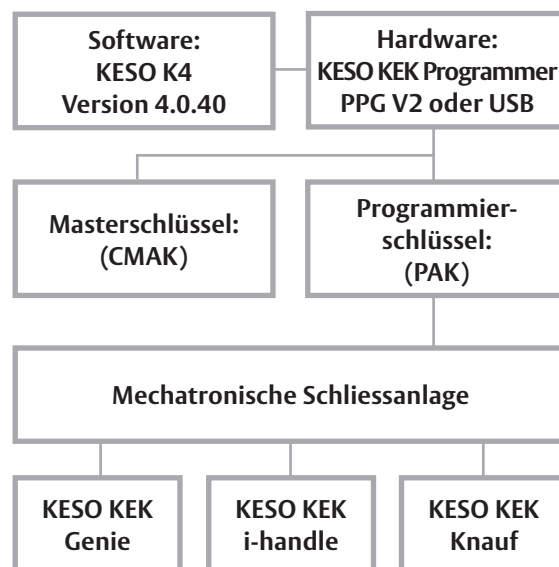 Software:
KESO K4
Version 4.0.40
Hardware:
KESO KEK Programmer
PPG V2 oder USB
Masterschlüssel:
(CMAK)
Programmier-
schlüssel:
(PAK)
Mechatronische Schliessanlage
KESO KEK
Genie
KESO KEK
i-handle
KESO KEK
Knauf